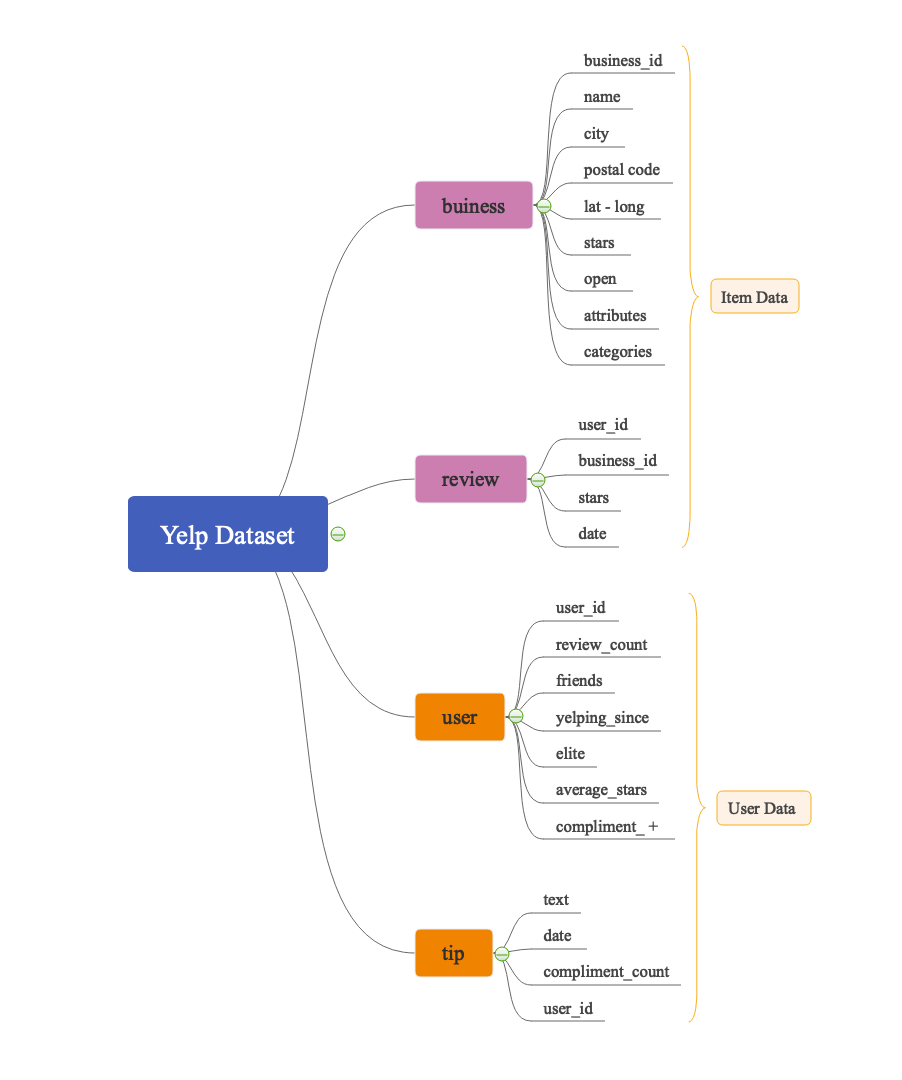 Yelp Dataset
buiness
business_id
name
city
postal code
lat - long
stars
open
attributes
categories
review
user_id
business_id
stars
date
Item Data
user
user_id
review_count
friends
yelping_since
elite
average_stars
compliment_ +
tip
text
date
compliment_count
user_id
User Data